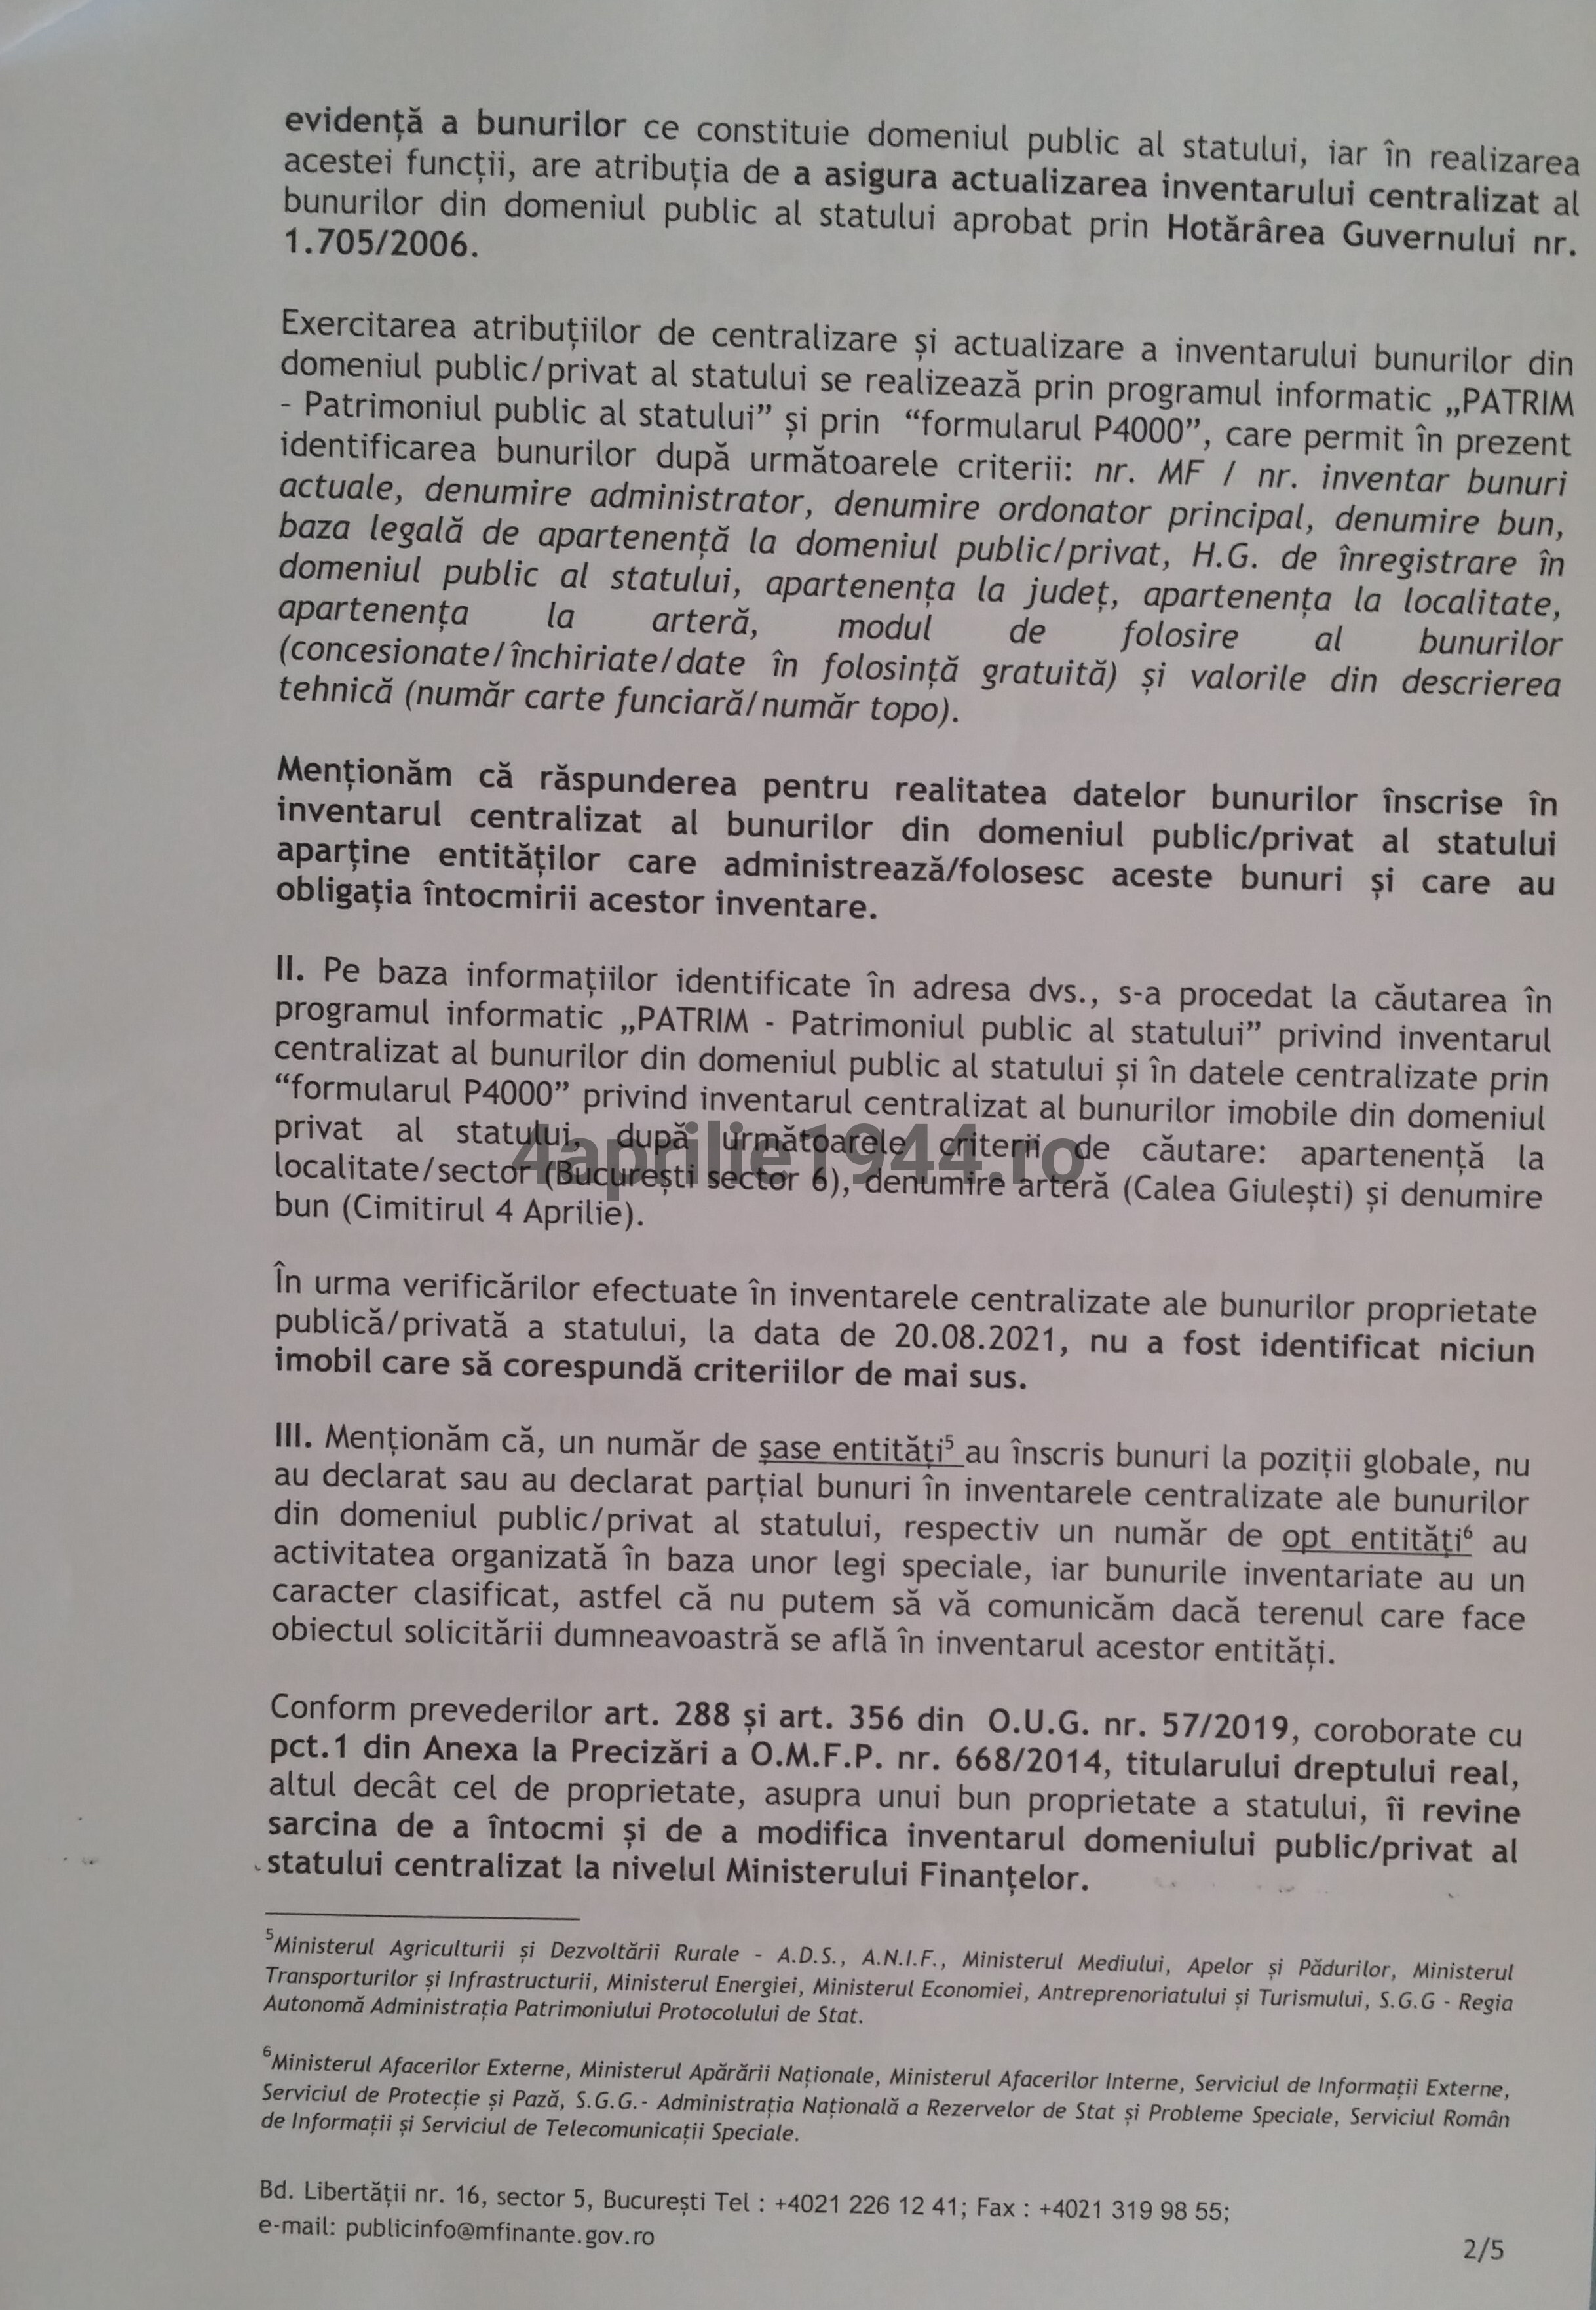 evidență a bunurilor ce constituie domeniul public al statului, iar în realizarea
acestei funcții, are atribuția de a asigura actualizarea inventarului centralizat al
bunurilor din domeniul public al statului aprobat prin Hotărârea Guvernului nr.
1.705/2006.
Exercitarea atribuțiilor de centralizare și actualizare a inventarului bunurilor din
domeniul public/privat al statului se realizează prin programul informatic „PATRIM
- Patrimoniul public al statului” și prin “formularul P4000”, care permit în prezent
identificarea bunurilor după următoarele criterii: nr. MF / nr. inventar bunuri
actuale, denumire administrator, denumire ordonator principal, denumire bun,
baza legală de apartenență la domeniul public/privat, H.G. de înregistrare în
domeniul public al statului, apartenența la județ, apartenența la localitate,
apartenența la arteră, modul de folosire al bunurilor
(concesionate/închiriate/date în folosință gratuită) și valorile din descrierea
tehnică (număr carte funciară/număr topo).
Menționăm că răspunderea pentru realitatea datelor bunurilor înscrise în
inventarul centralizat al bunurilor din domeniul public/privat al statului
aparține entităților care administrează/folosesc aceste bunuri și care au
obligația întocmirii acestor inventare.
II. Pe baza informațiilor identificate în adresa dvs., s-a procedat la căutarea în
programul informatic „PATRIM - Patrimoniul public al statului” privind inventarul
centralizat al bunurilor din domeniul public al statului și în datele centralizate prin
“formularul P4000” privind inventarul centralizat al bunurilor imobile din domeniul
privat al statului, după următoarele criterii de căutare: apartenență la
4aprilie1944.ro
localitate/sector (București sector 6), denumire arteră (Calea Giulești) și denumire
bun (Cimitirul 4 Aprilie).
În urma verificărilor efectuate în inventarele centralizate ale bunurilor proprietate
publică/privată a statului, la data de 20.08.2021, nu a fost identificat niciun
imobil care să corespundă criteriilor de mai sus.
III. Menționăm că, un număr de șase entități5 au înscris bunuri la poziții globale, nu
au declarat sau au declarat parțial bunuri în inventarele centralizate ale bunurilor
din domeniul public/privat al statului, respectiv un număr de opt entități6 au
activitatea organizată în baza unor legi speciale, iar bunurile inventariate au un
caracter clasificat, astfel că nu putem să vă comunicăm dacă terenul care face
obiectul solicitării dumneavoastră se află în inventarul acestor entități.
Conform prevederilor art. 288 și art. 356 din O.U.G. nr. 57/2019, coroborate cu
pct.1 din Anexa la Precizări a O.M.F.P. nr. 668/2014, titularului dreptului real,
altul decât cel de proprietate, asupra unui bun proprietate a statului, îi revine
sarcina de a întocmi și de a modifica inventarul domeniului public/privat al
statului centralizat la nivelul Ministerului Finanțelor.
5Ministerul Agriculturii și Dezvoltării Rurale - A.D.S., A.N.I.F., Ministerul Mediului, Apelor și Pădurilor, Ministerul
Transporturilor și Infrastructurii, Ministerul Energiei, Ministerul Economiei, Antreprenoriatului și Turismului, S.G.G - Regia
Autonomă Administrația Patrimoniului Protocolului de Stat.
6Ministerul Afacerilor Externe, Ministerul Apărării Naționale, Ministerul Afacerilor Interne, Serviciul de Informații Externe,
Serviciul de Protecție și Pază, S.G.G.- Administrația Națională a Rezervelor de Stat și Probleme Speciale, Serviciul Român
de Informații și Serviciul de Telecomunicații Speciale.
Bd. Libertății nr. 16, sector 5, București Tel : +4021 226 12 41; Fax : +4021 319 98 55;
e-mail: publicinfo@mfinante.gov.ro
2/5